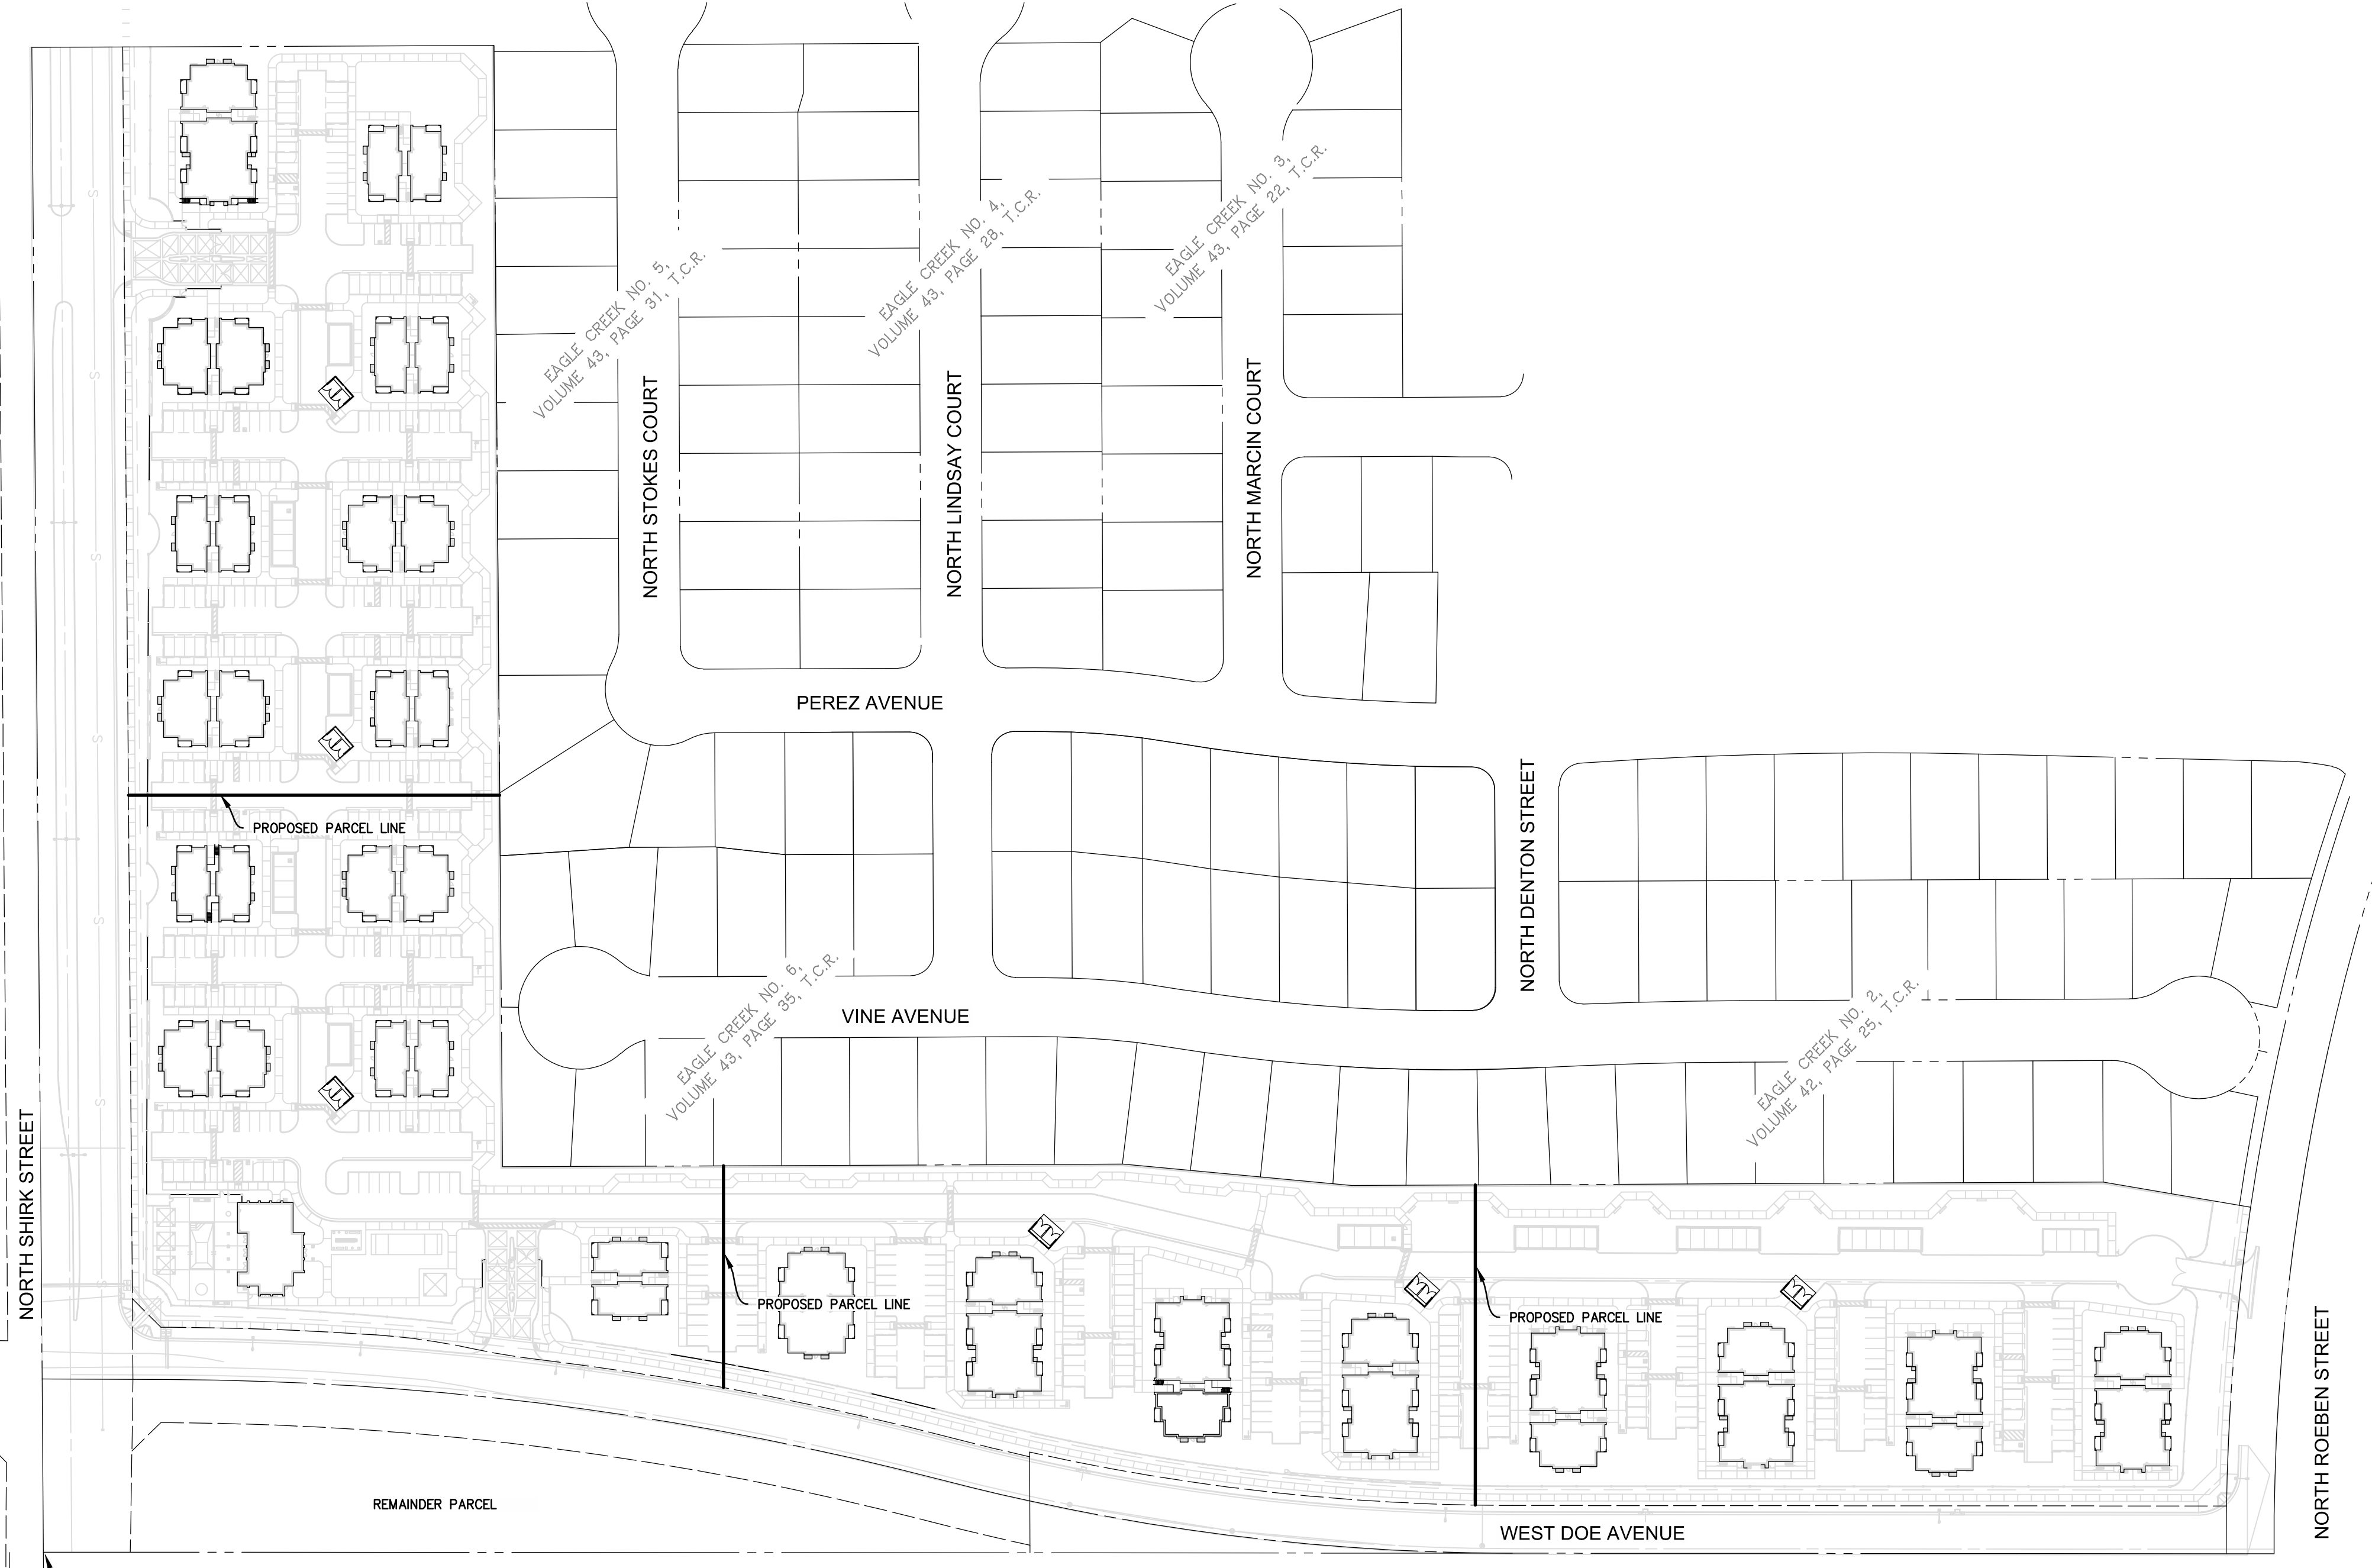 EAGLE CREEK NO. 5,
VOLUME 43, PAGE 31, T.C.R.
EAGLE CREEK NO. 4,
VOLUME 43, PAGE 28, T.C.R.
EAGLE CREEK NO. 3,
VOLUME 43, PAGE 22, T.C.R.
NORTH STOKES COURT
NORTH LINDSAY COURT
NORTH MARCIN COURT
PEREZ AVENUE
NORTH DENTON STREET
PROPOSED PARCEL LINE
VINE AVENUE
EAGLE CREEK NO. 6,
VOLUME 43, PAGE 35, T.C.R.
EAGLE CREEK NO. 2,
VOLUME 42, PAGE 25, T.C.R.
NORTH SHIRK STREET
PROPOSED PARCEL LINE
PROPOSED PARCEL LINE
NORTH ROEBEN STREET
REMAINDER PARCEL
WEST DOE AVENUE
S
S
S
S
S
S
S